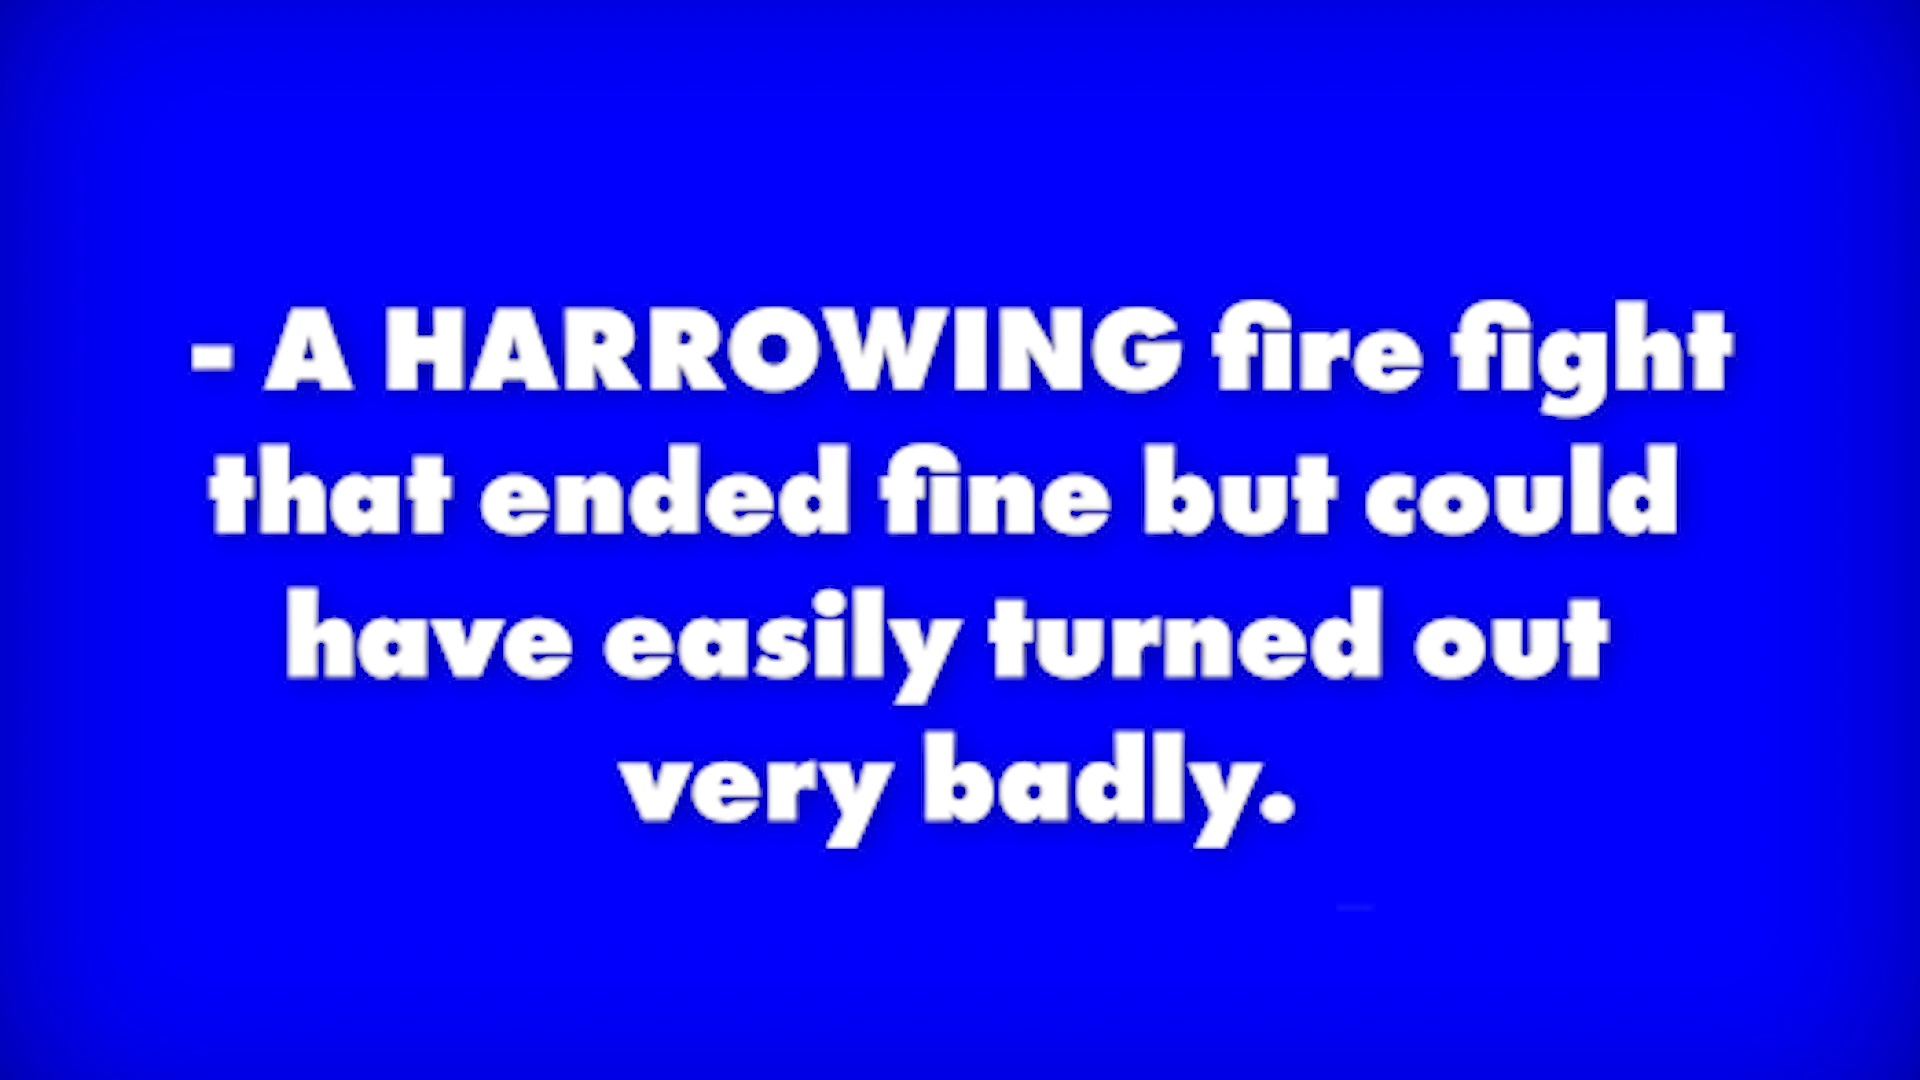 - A HARROWING fire fight
that ended fine but could
have easily turned out
very badly.